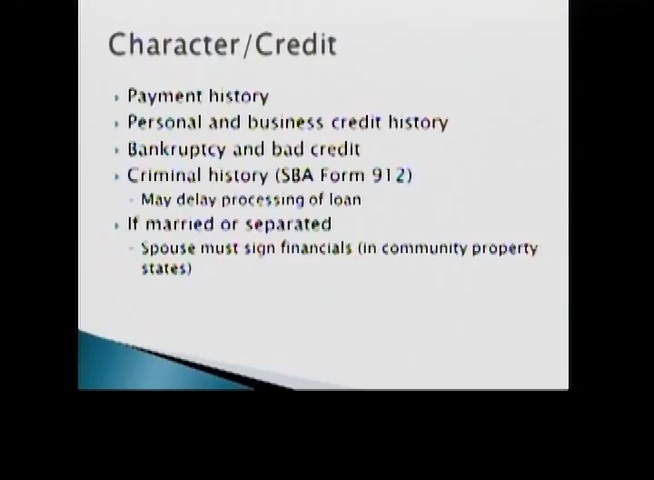 Character/Credit
Payment history
Personal and business credit history
Bankruptcy and bad credit
Criminal history (SBA Form 912)
May delay processing of loan
If married or separated
Spouse must sign financials (in community property
states)